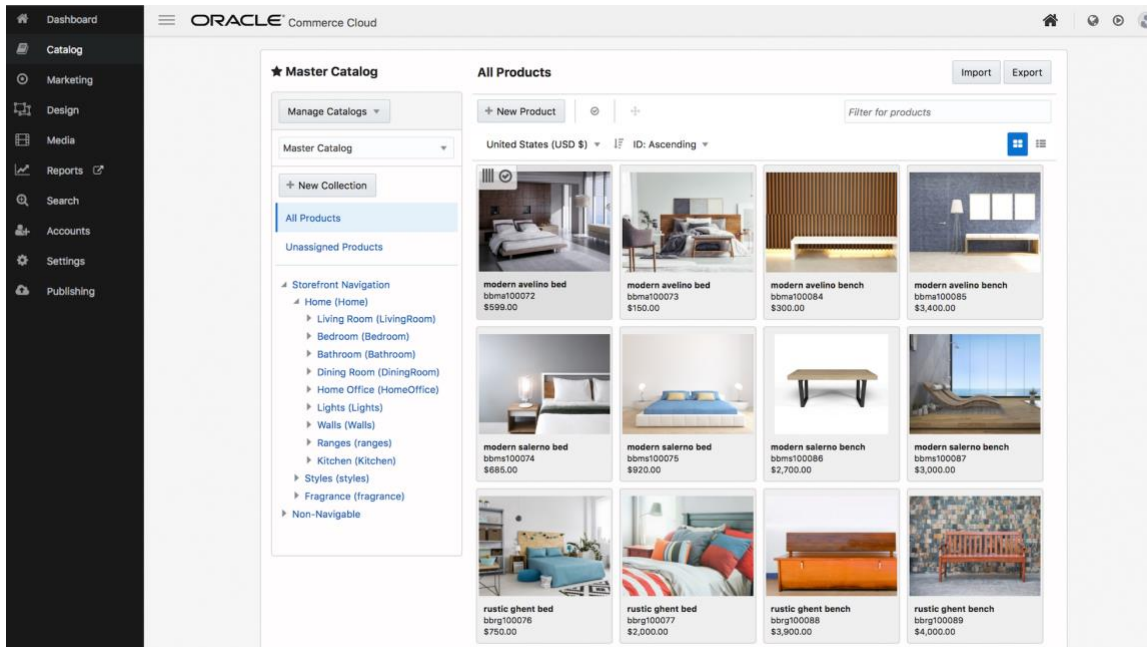 Dashboard
Catalog
Marketing
Design
Media
Reports
Search
Accounts
Settings
Publishing
ORACLE® Commerce Cloud
Master Catalog
Manage Catalogs
Master Catalog
+ New Collection
All Products
Unassigned Products
Storefront Navigation
Home (Home)
Living Room (LivingRoom)
Bedroom (Bedroom)
Bathroom (Bathroom)
Dining Room (DiningRoom)
Home Office (HomeOffice)
Lights (Lights)
Walls (Walls)
Ranges (ranges)
Kitchen (Kitchen)
Styles (styles)
Fragrance (fragrance)
Non-Navigable
All Products
Import Export
+ New Product
Filter for products
United States (USD $) ID: Ascending
modern avelino bed
bbma100072
$599.00
modern avelino bed
bbma100073
$150.00
modern avelino bench
bbma100084
$300.00
modern avelino bench
bbma100085
$3,400.00
modern salerno bed
bbms100074
$685.00
modern salerno bed
bbms100075
$920.00
modern salerno bench
bbms100086
$2,700.00
modern salerno bench
bbms100087
$3,000.00
rustic ghent bed
bbrg100076
$750.00
rustic ghent bed
bbrg100077
$2,000.00
rustic ghent bench
bbrg100088
$3,900.00
rustic ghent bench
bbrg100089
$4,000.00